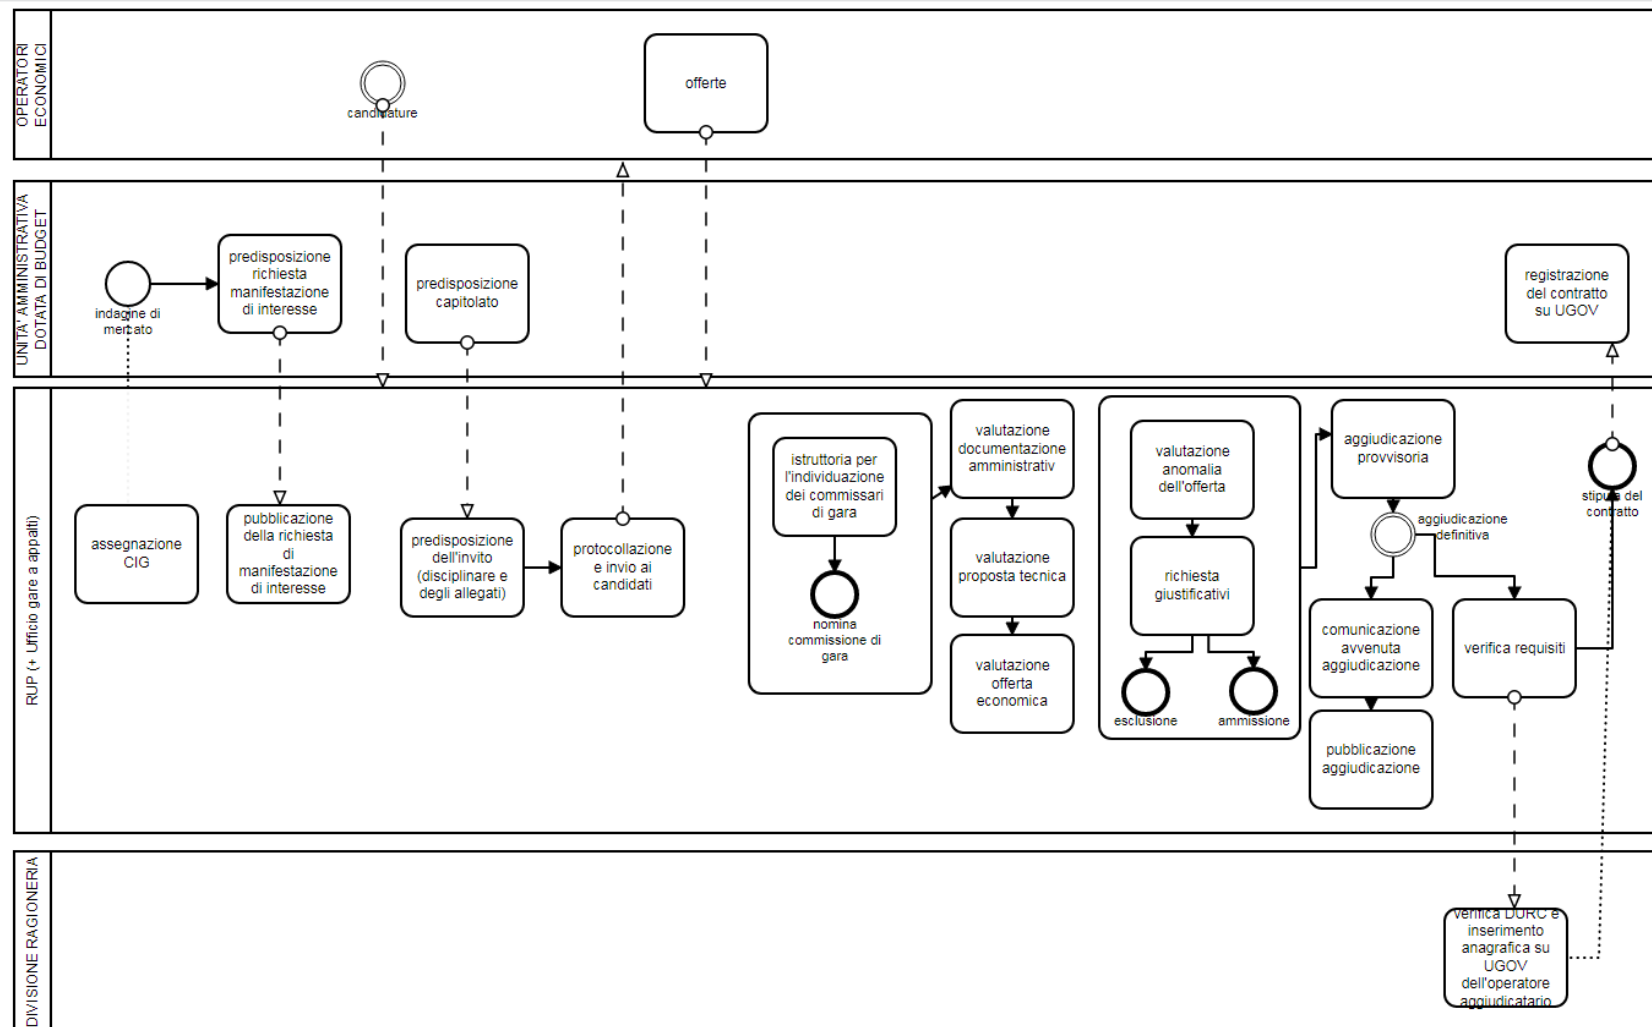 OPERATORI
ECONOMICI
candidature
offerte
UNITA' AMMINISTRATIVA
DOTATA DI BUDGET
indagine di
mercato
predisposizione
richiesta
manifestazione
di interesse
predisposizione
capitolato
registrazione
del contratto
su UGOV
RUP (+ Ufficio gare a appalti)
assegnazione
CIG
pubblicazione
della richiesta
di
manifestazione
di interesse
predisposizione
dell'invito
(disciplinare e
degli allegati)
protocollazione
e invio ai
candidati
istruttoria per
l'individuazione
dei commissari
di gara
nomina
commissione di
gara
valutazione
documentazione
amministrativ
valutazione
proposta tecnica
valutazione
offerta
economica
valutazione
anomalia
dell'offerta
richiesta
giustificativi
esclusione
ammissione
aggiudicazione
provvisoria
aggiudicazione
definitiva
comunicazione
avvenuta
aggiudicazione
pubblicazione
aggiudicazione
verifica requisiti
stipula del
contratto
DIVISIONE RAGIONERIA
verifica DURC e
inserimento
anagrafica su
UGOV
dell'operatore
aggiudicatario